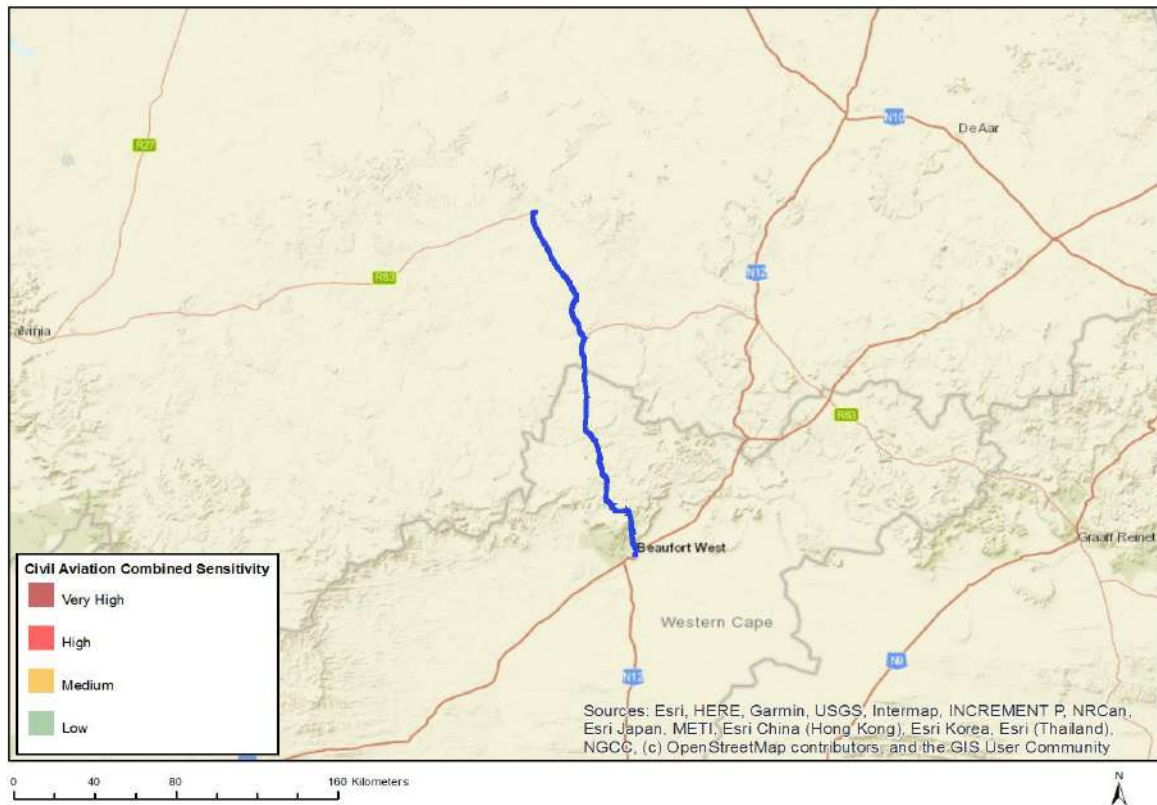 N10
De Aar
R27
N12
R63
alvinia
R63
Beaufort West
Graaff Reinet
Western Cape
N9
N12
Civil Aviation Combined Sensitivity
Very High
High
Medium
Low
Sources: Esri, HERE, Garmin, USGS, Intermap, INCREMENT P, NRCan,
Esri Japan, METI, Esri China (Hong Kong), Esri Korea, Esri (Thailand),
NGCC, (c) OpenStreetMap contributors, and the GIS User Community
0 40 80 160 Kilometers
N